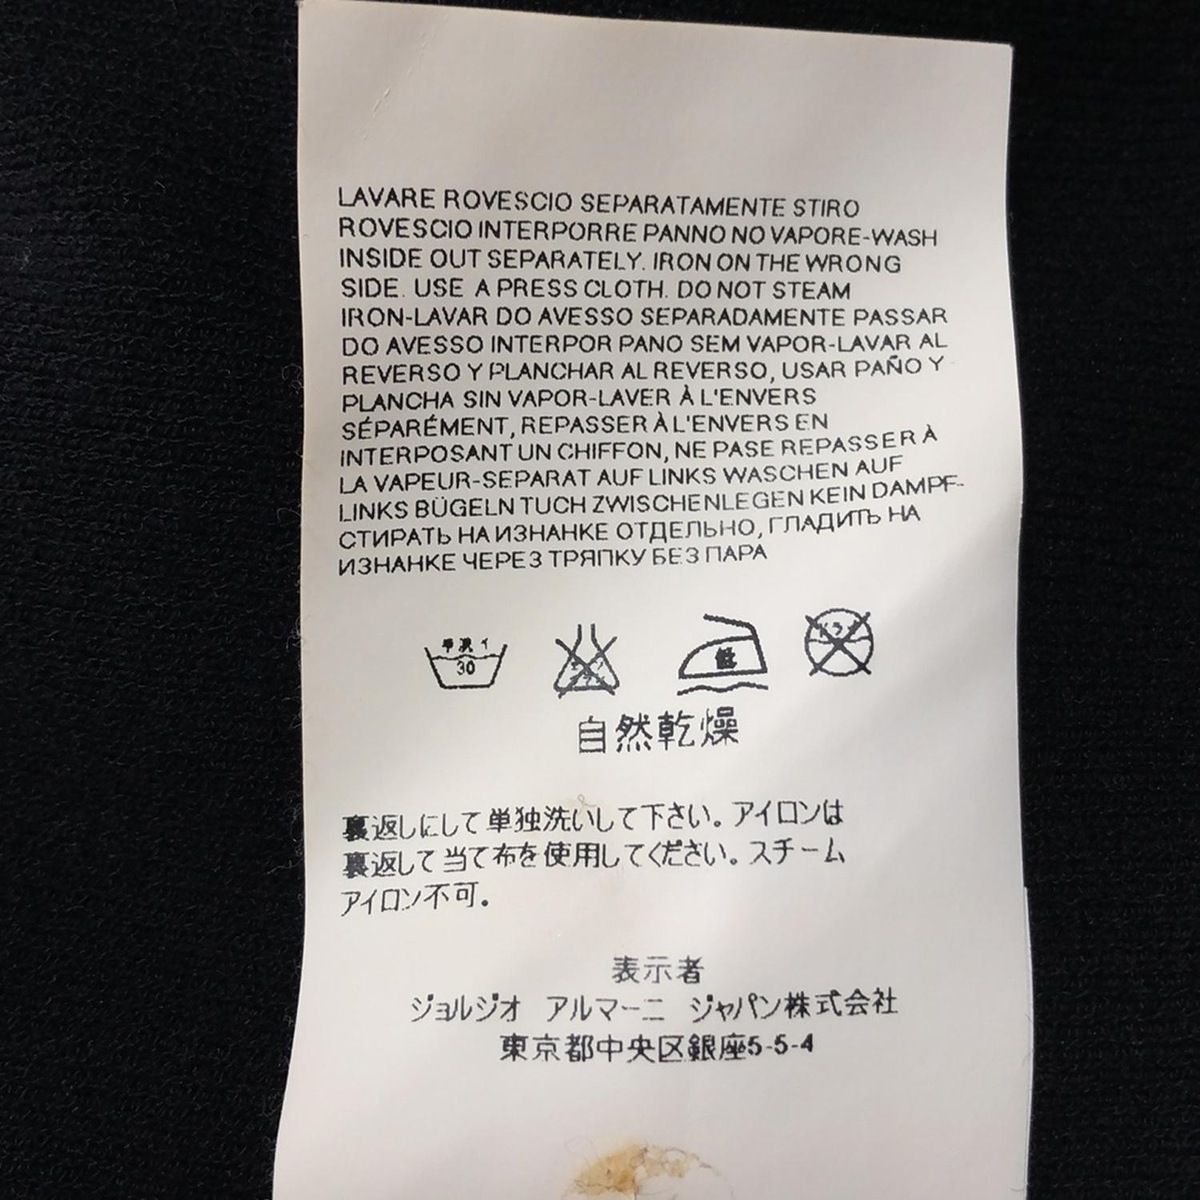 LAVARE ROVESCIO SEPARATAMENTE STIRO
ROVESCIO INTERPORRE PANNO NO VAPORE-WASH
INSIDE OUT SEPARATELY. IRON ON THE WRONG
SIDE. USE A PRESS CLOTH. DO NOT STEAM
IRON-LAVAR DO AVESSO SEPARADAMENTE PASSAR
DO AVESSO INTERPOR PANO SEM VAPOR-LAVAR AL
REVERSO Y PLANCHAR AL REVERSO, USAR PAÑO Y
PLANCHA SIN VAPOR-LAVER À L'ENVERS
SÉPARÉMENT, REPASSER À L'ENVERS EN
INTERPOSANT UN CHIFFON, NE PASE REPASSER À
LA VAPEUR-SEPARAT AUF LINKS WASCHEN AUF
LINKS BÜGELN TUCH ZWISCHENLEGEN KEIN DAMPF-
СТИРАТЬ НА ИЗНАНКЕ ОТДЕЛЬНО, ГЛАДИТЬ НА
ИЗНАНКЕ ЧЕРЕЗ ТРЯПКУ БЕЗ ПАРА
手洗イ 30 低 ドライ
自然乾燥
裏返しにして単独洗いして下さい。アイロンは
裏返して当て布を使用してください。スチーム
アイロン不可。
表示者
ジョルジオ アルマーニ ジャパン株式会社
東京都中央区銀座5-5-4